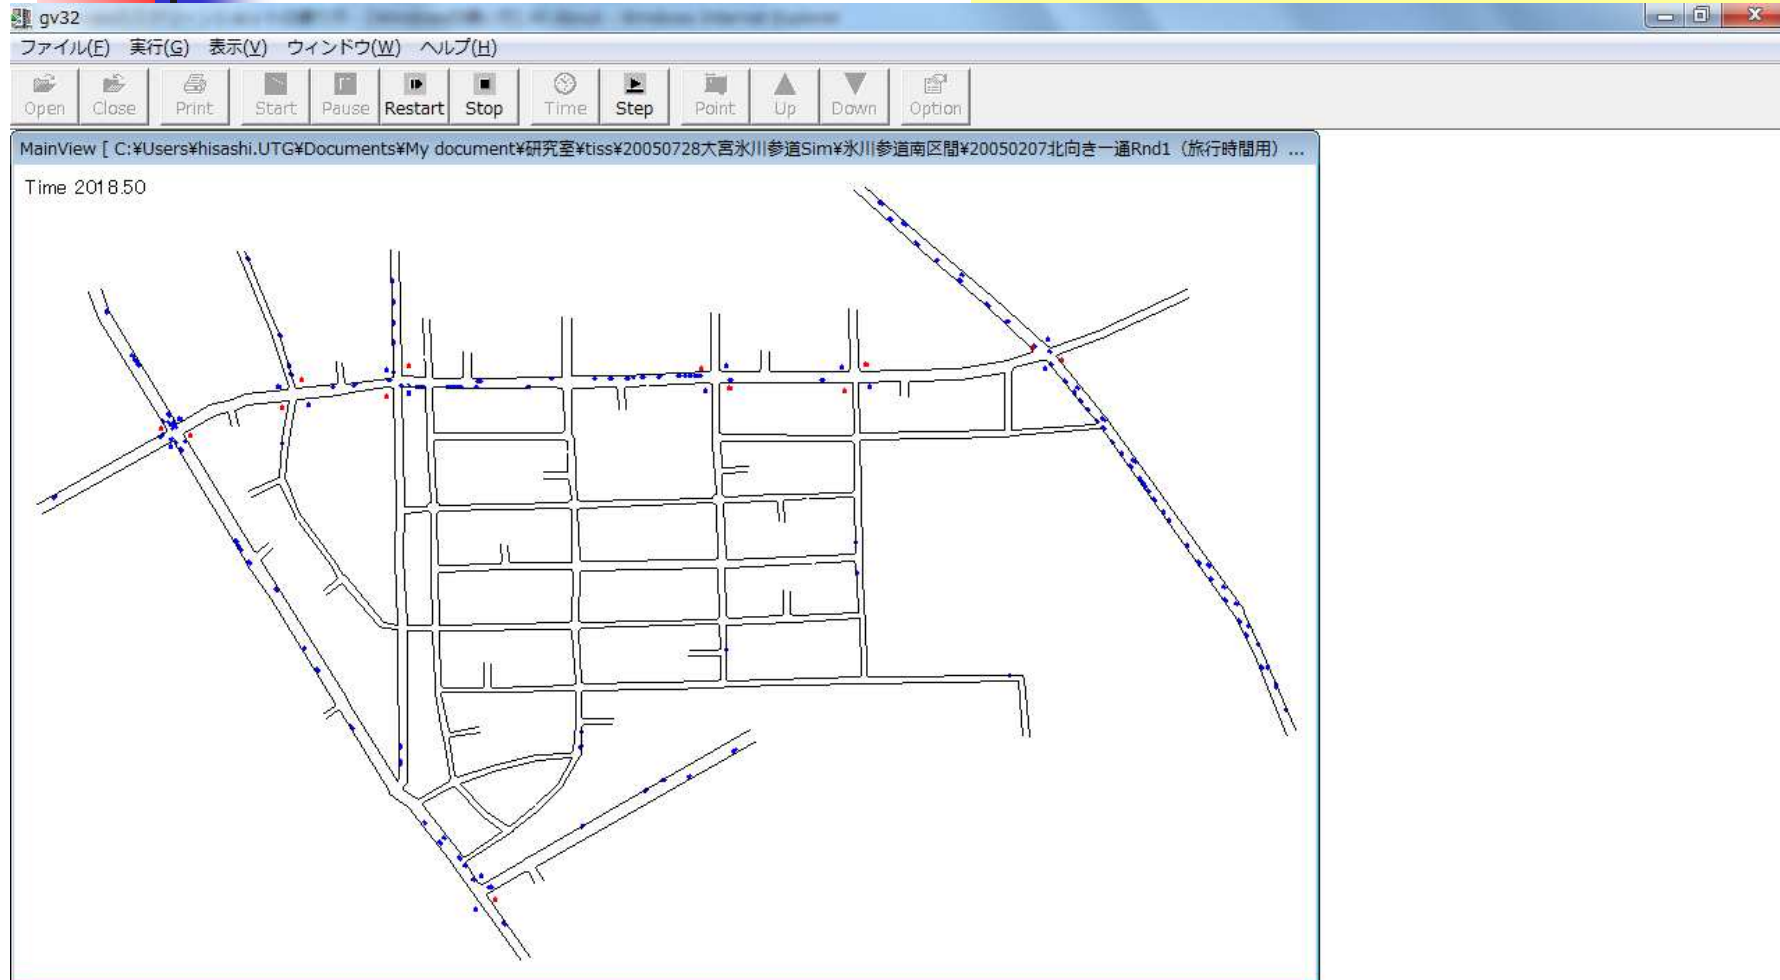 gv32
ファイル(F) 実行(G) 表示(V) ウィンドウ(W) ヘルプ(H)
Open Close Print Start Pause Restart Stop Time Step Point Up Down Option
MainView [ C:¥Users¥hisashi.UTG¥Documents¥My document¥研究室¥tiss¥20050728大宮氷川参道Sim¥氷川参道南区間¥20050207北向き一通Rnd1（旅行時間用）...
Time 2018.50